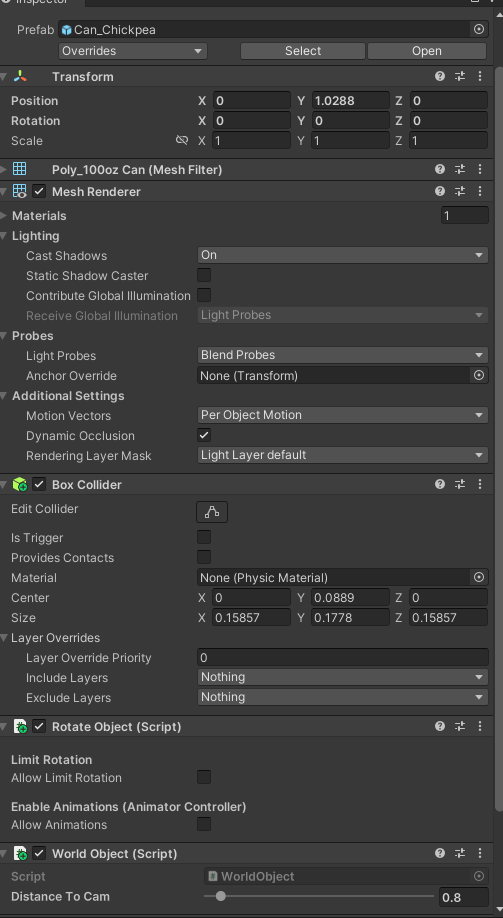 Inspector
Prefab Can_Chickpea
Overrides Select Open
Transform
Position X 0 Y 1.0288 Z 0
Rotation X 0 Y 0 Z 0
Scale X 1 Y 1 Z 1
Poly_100oz Can (Mesh Filter)
Mesh Renderer
Materials 1
Lighting
Cast Shadows On
Static Shadow Caster
Contribute Global Illumination
Receive Global Illumination Light Probes
Probes
Light Probes Blend Probes
Anchor Override None (Transform)
Additional Settings
Motion Vectors Per Object Motion
Dynamic Occlusion
Rendering Layer Mask Light Layer default
Box Collider
Edit Collider
Is Trigger
Provides Contacts
Material None (Physic Material)
Center X 0 Y 0.0889 Z 0
Size X 0.15857 Y 0.1778 Z 0.15857
Layer Overrides
Layer Override Priority 0
Include Layers Nothing
Exclude Layers Nothing
Rotate Object (Script)
Limit Rotation
Allow Limit Rotation
Enable Animations (Animator Controller)
Allow Animations
World Object (Script)
Script WorldObject
Distance To Cam 0.8